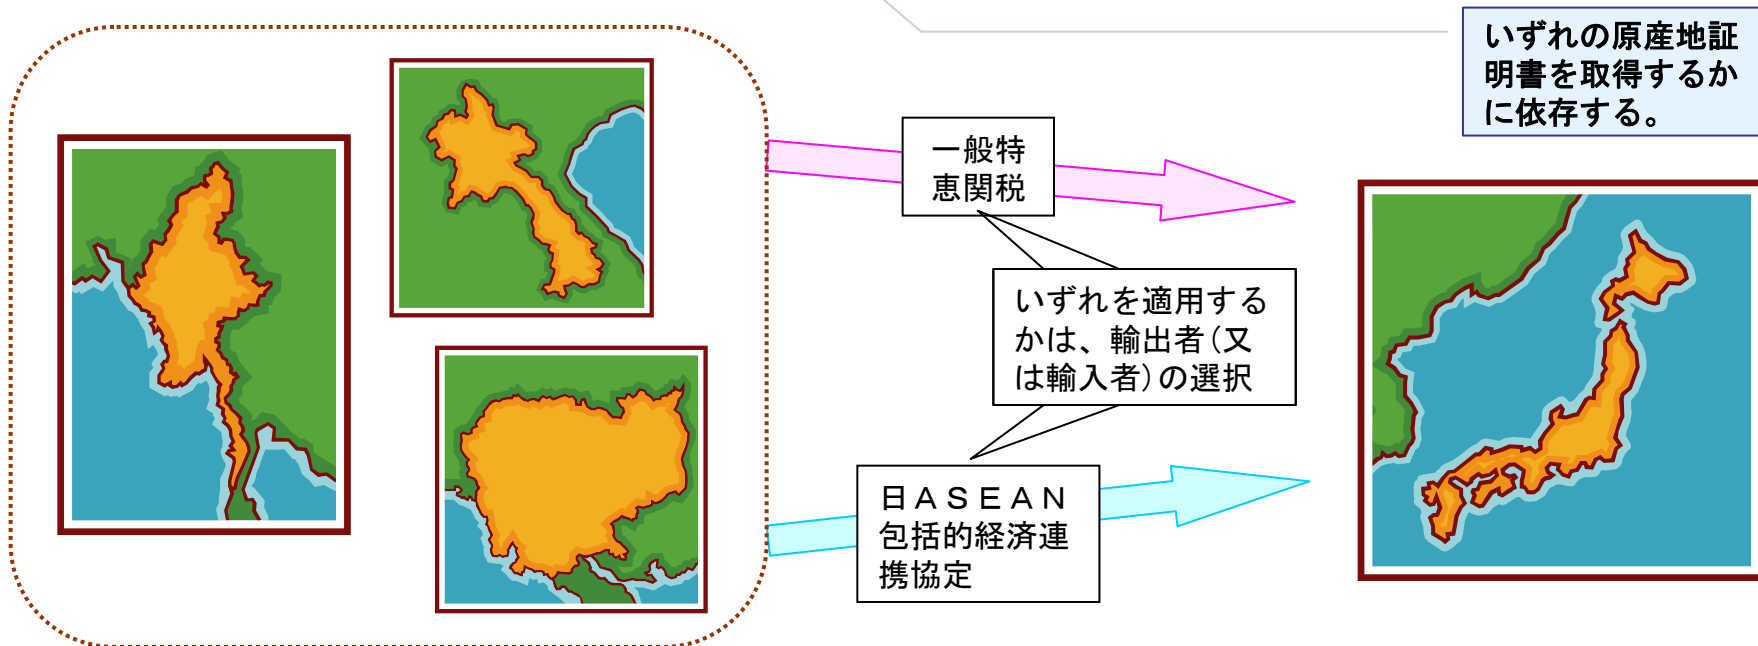 いずれの原産地証
明書を取得するか
に依存する。
一般特
恵関税
いずれを適用する
かは、輸出者（又
は輸入者）の選択
日ＡＳＥＡＮ
包括的経済連
携協定